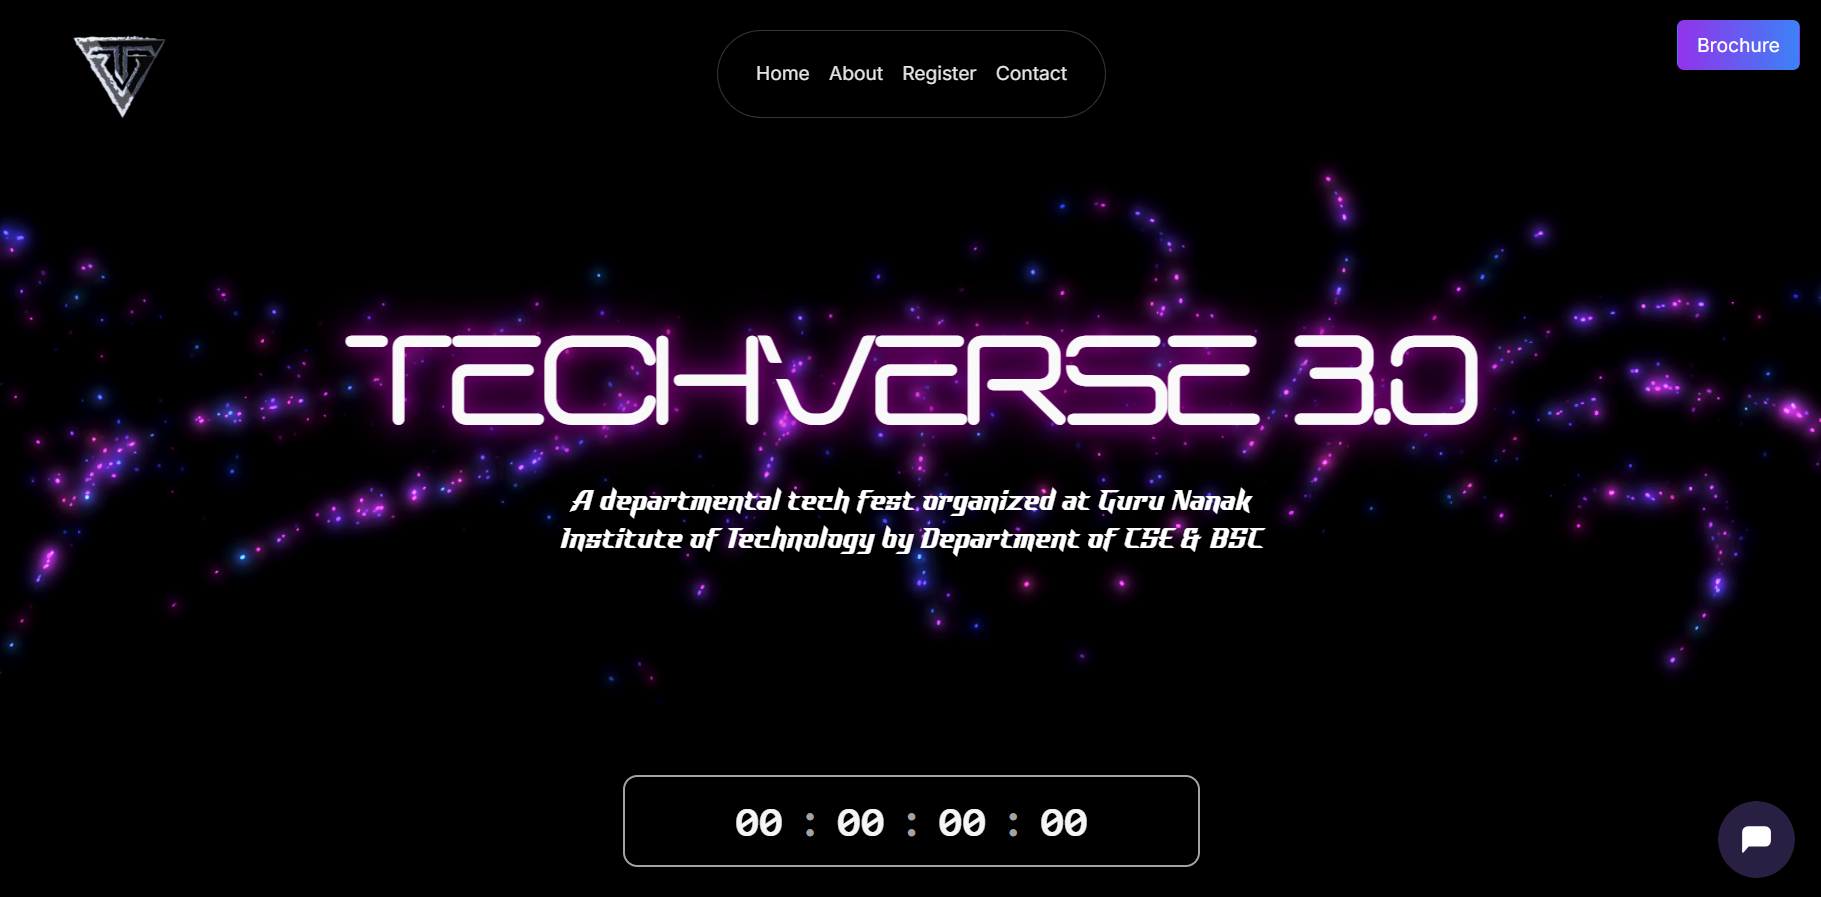 Home About Register Contact
Brochure
TECHVERSE 3.0
A departmental tech fest organized at Guru Nanak
Institute of Technology by Department of CSE & BSC
00 : 00 : 00 : 00